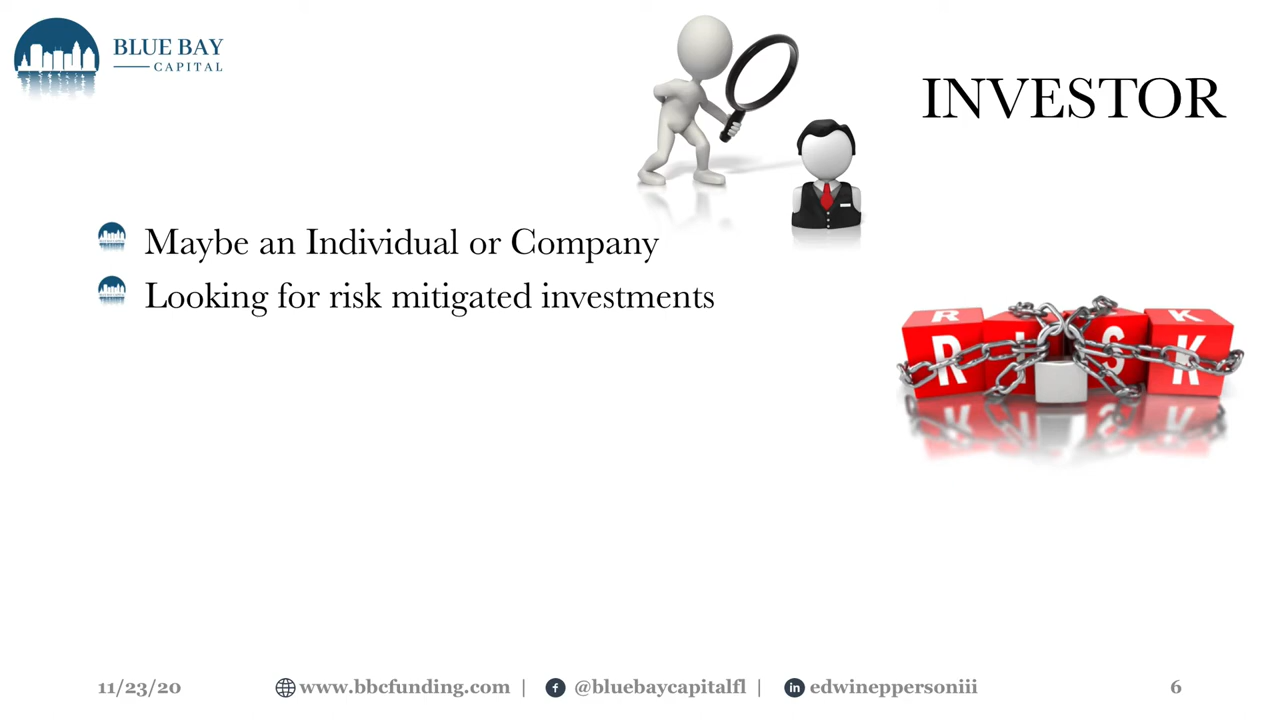 BLUE BAY
CAPITAL
INVESTOR
Maybe an Individual or Company
Looking for risk mitigated investments
R I S K
R K
11/23/20
www.bbcfunding.com | @bluebaycapitalfl | edwineppersoniii
6